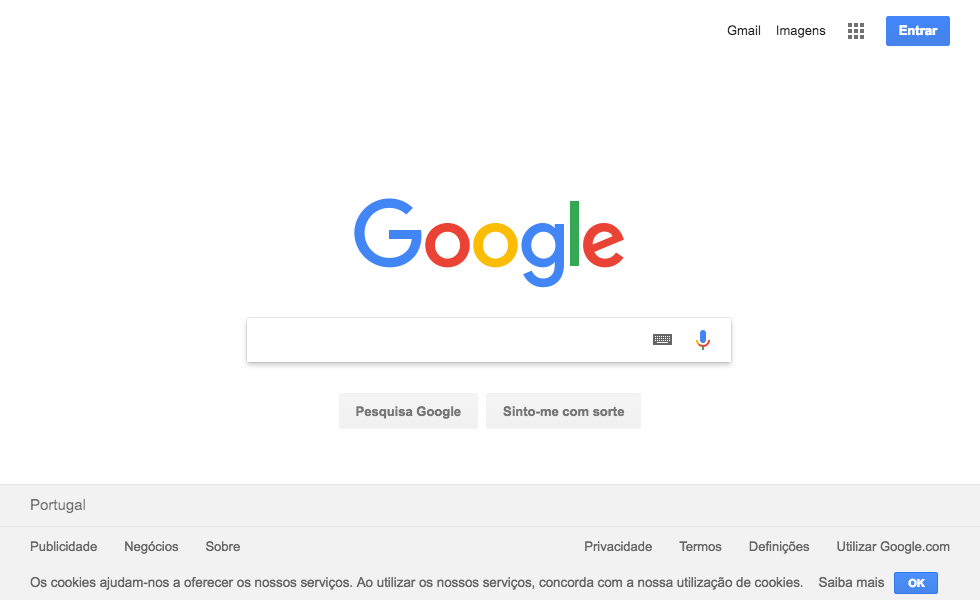 Gmail Imagens Entrar
Google
Pesquisa Google Sinto-me com sorte
Portugal
Publicidade Negócios Sobre Privacidade Termos Definições Utilizar Google.com
Os cookies ajudam-nos a oferecer os nossos serviços. Ao utilizar os nossos serviços, concorda com a nossa utilização de cookies. Saiba mais OK